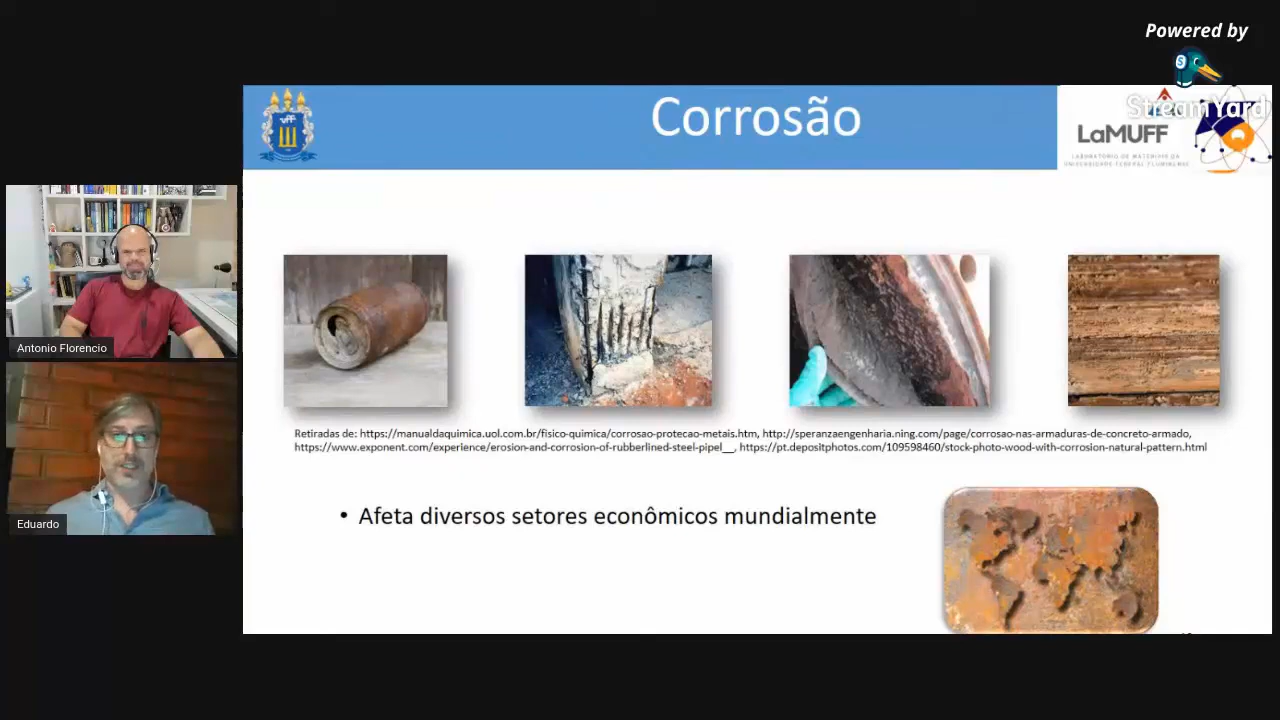 Powered by
StreamYard
Corrosão
uff
LaMUFF
LABORATÓRIO DE MATERIAIS DA
UNIVERSIDADE FEDERAL FLUMINENSE
Antonio Florencio
Eduardo
Retiradas de: https://manualdaquimica.uol.com.br/fisico-quimica/corrosao-protecao-metais.htm, http://speranzaengenharia.ning.com/page/corrosao-nas-armaduras-de-concreto-armado,
https://www.exponent.com/experience/erosion-and-corrosion-of-rubberlined-steel-pipel__, https://pt.depositphotos.com/109598460/stock-photo-wood-with-corrosion-natural-pattern.html
• Afeta diversos setores econômicos mundialmente